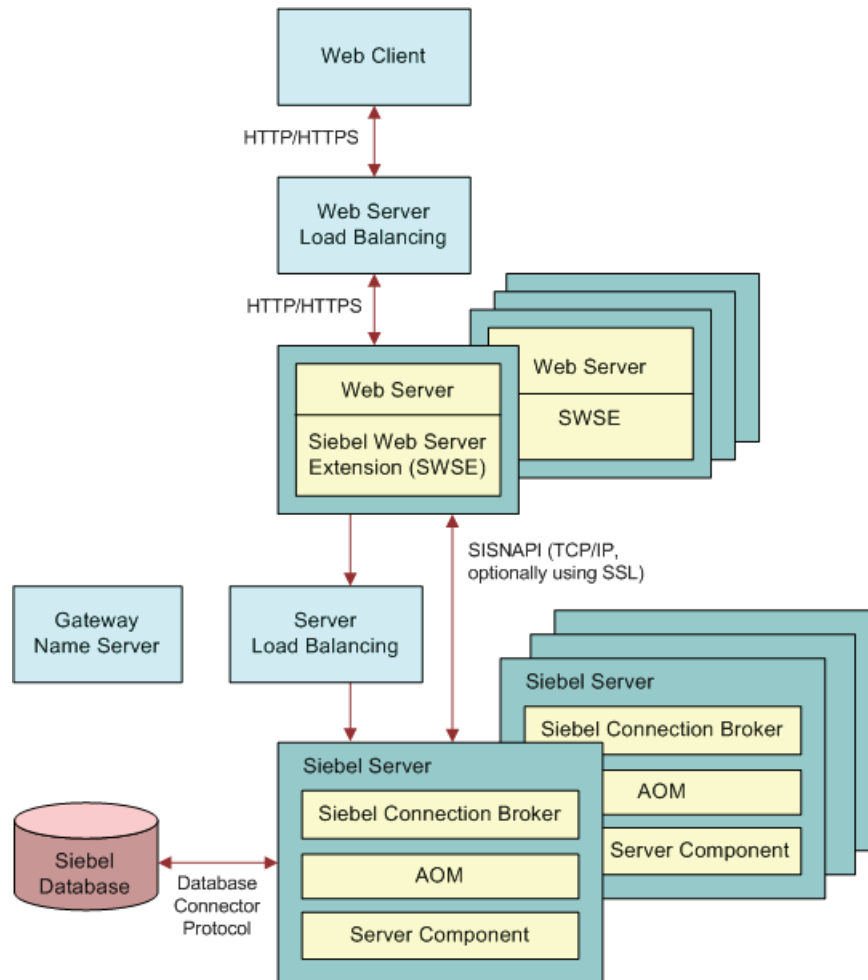 Web Client
HTTP/HTTPS
Web Server
Load Balancing
HTTP/HTTPS
Web Server
Siebel Web Server
Extension (SWSE)
Web Server
SWSE
SISNAPI (TCP/IP,
optionally using SSL)
Gateway
Name Server
Server
Load Balancing
Siebel Server
Siebel Connection Broker
AOM
Server Component
Siebel Server
Siebel Connection Broker
AOM
Server Component
Siebel
Database
Database
Connector
Protocol